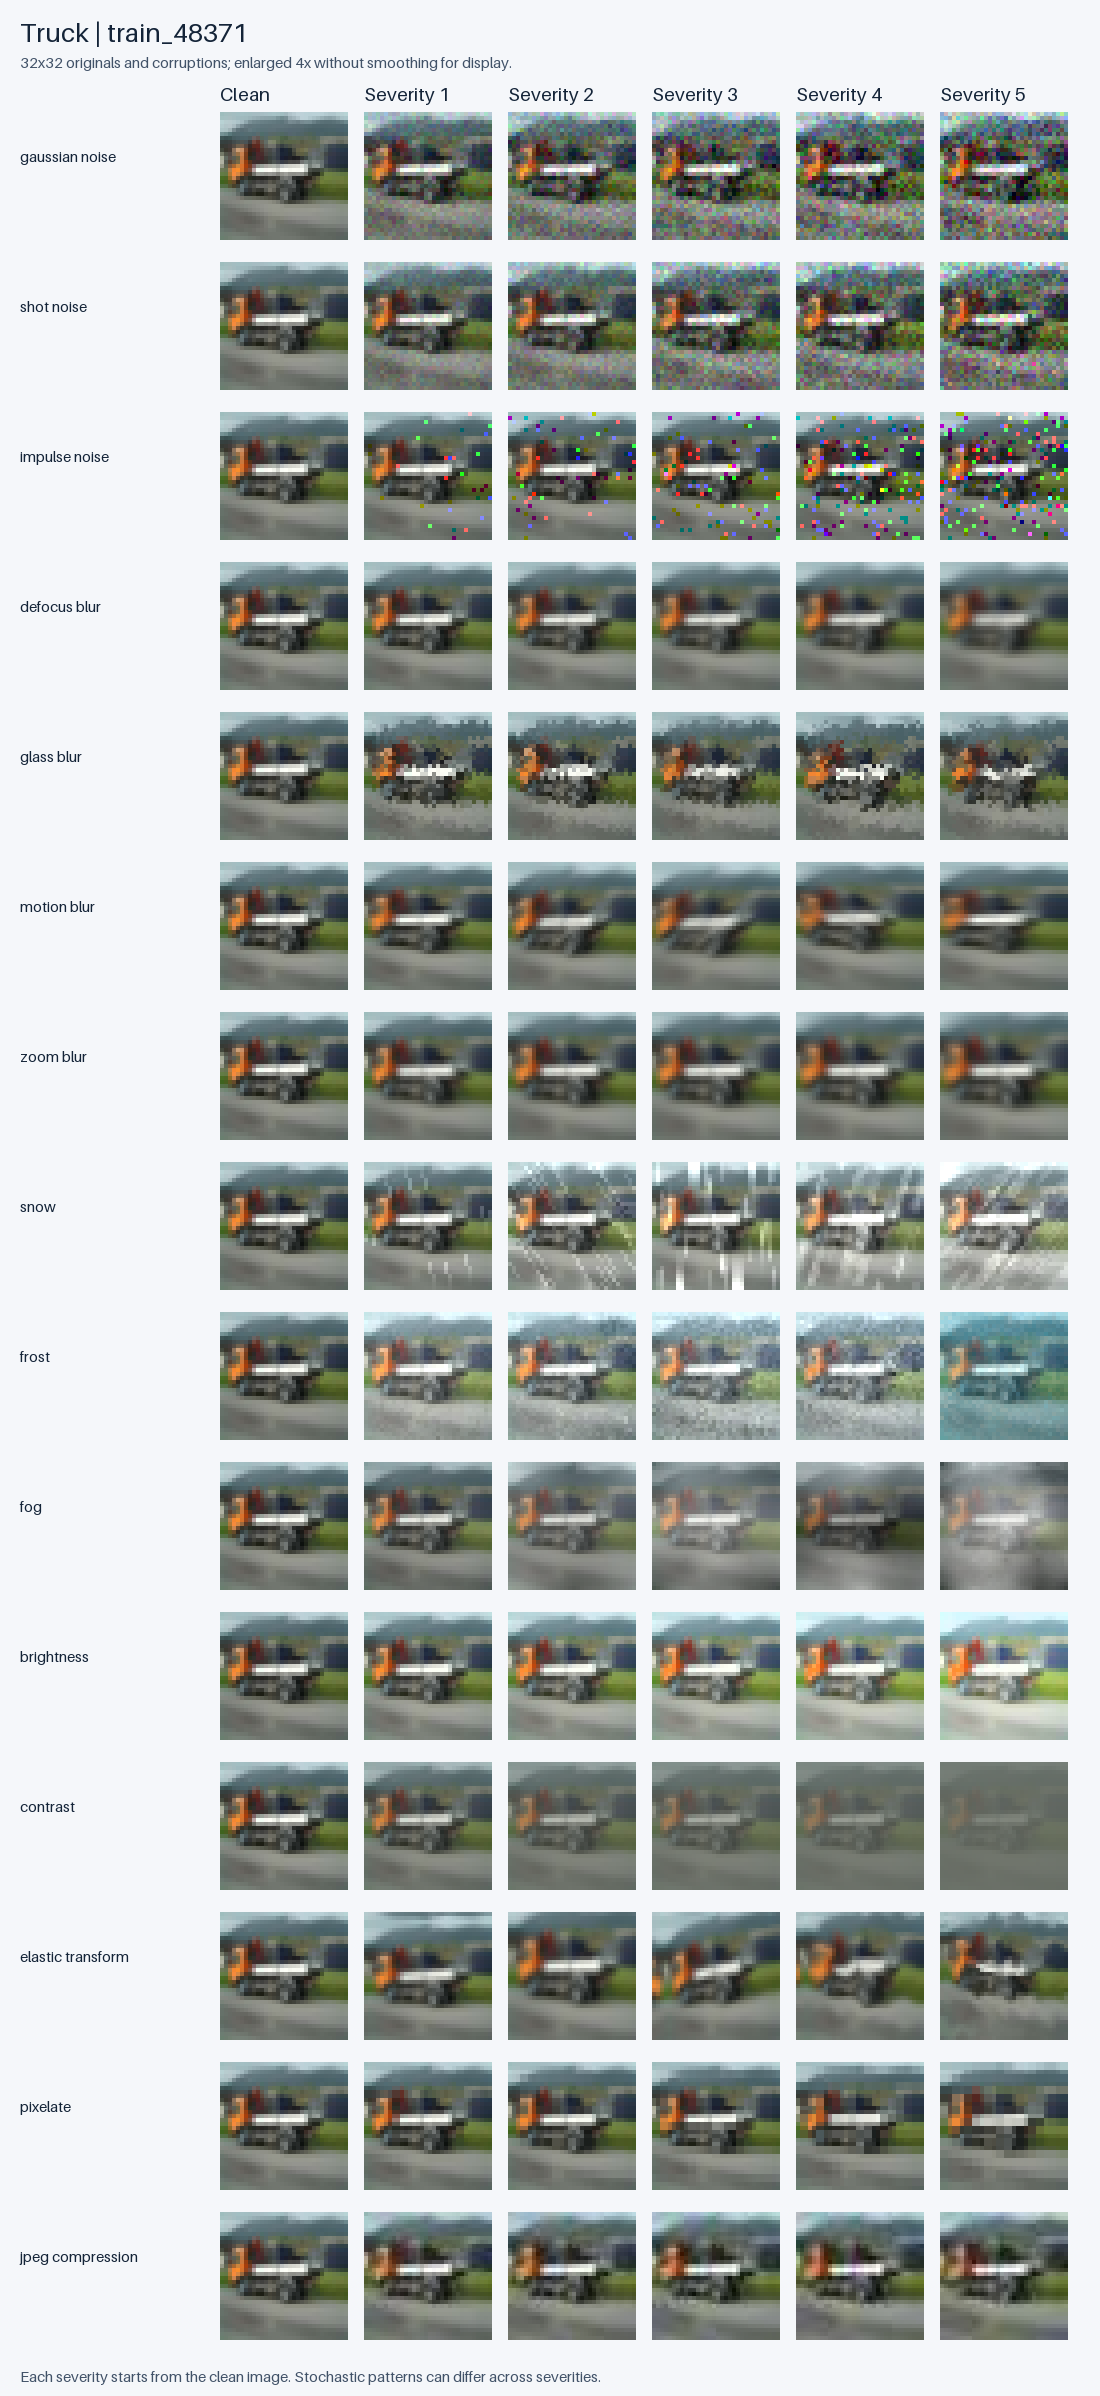 Truck | train_48371
32x32 originals and corruptions; enlarged 4x without smoothing for display.
Clean Severity 1 Severity 2 Severity 3 Severity 4 Severity 5
gaussian noise
shot noise
impulse noise
defocus blur
glass blur
motion blur
zoom blur
snow
frost
fog
brightness
contrast
elastic transform
pixelate
jpeg compression
Each severity starts from the clean image. Stochastic patterns can differ across severities.